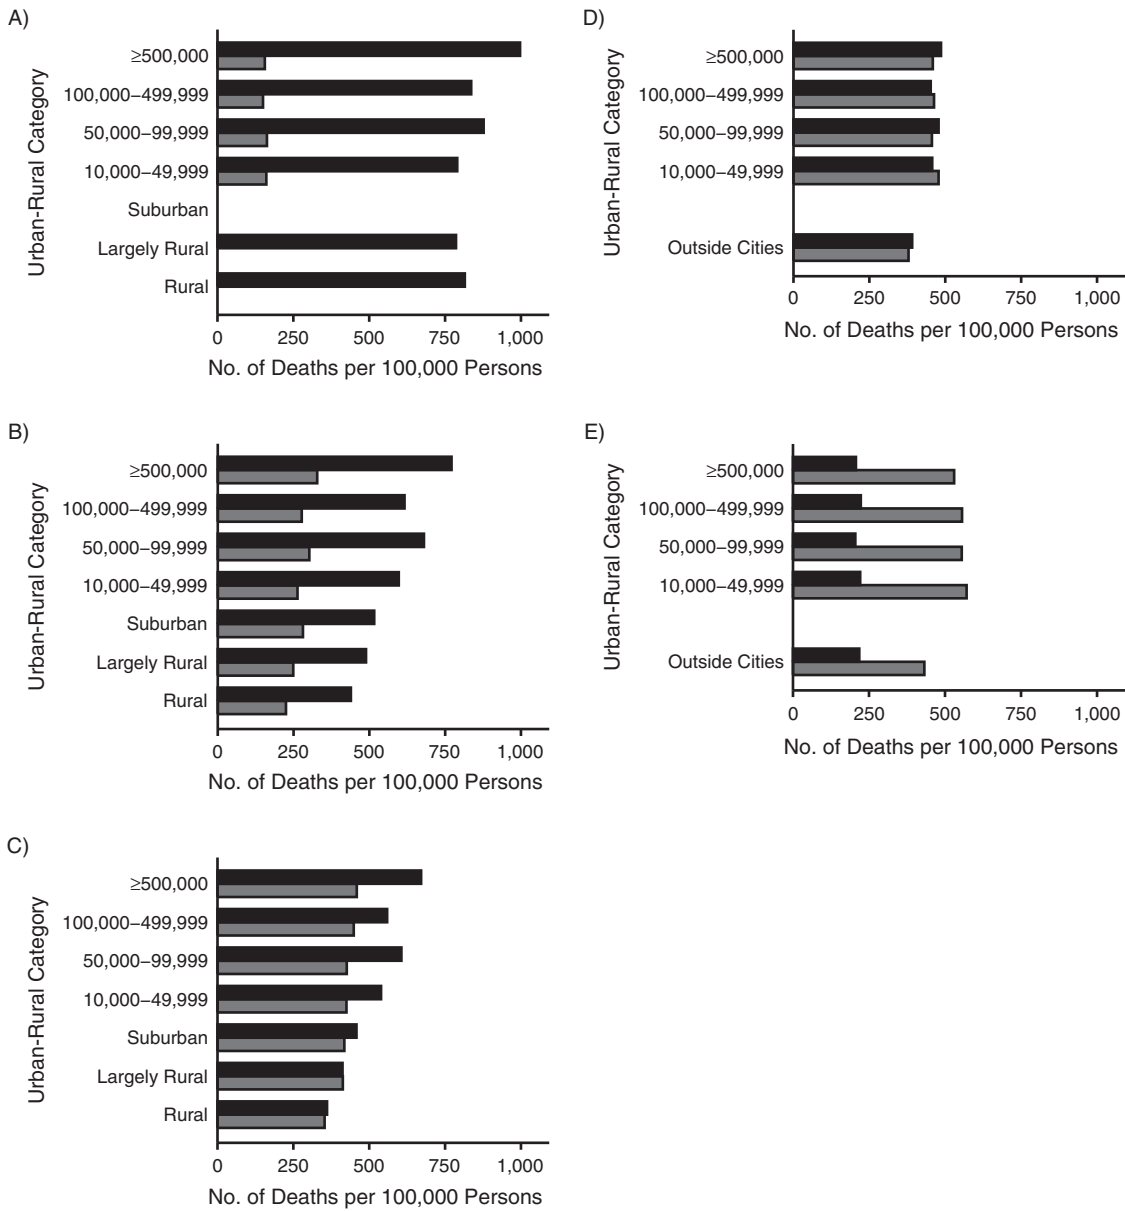 A)
Urban-Rural Category
≥500,000
100,000–499,999
50,000–99,999
10,000–49,999
Suburban
Largely Rural
Rural
0 250 500 750 1,000
No. of Deaths per 100,000 Persons
B)
Urban-Rural Category
≥500,000
100,000–499,999
50,000–99,999
10,000–49,999
Suburban
Largely Rural
Rural
0 250 500 750 1,000
No. of Deaths per 100,000 Persons
C)
Urban-Rural Category
≥500,000
100,000–499,999
50,000–99,999
10,000–49,999
Suburban
Largely Rural
Rural
0 250 500 750 1,000
No. of Deaths per 100,000 Persons
D)
Urban-Rural Category
≥500,000
100,000–499,999
50,000–99,999
10,000–49,999
Outside Cities
0 250 500 750 1,000
No. of Deaths per 100,000 Persons
E)
Urban-Rural Category
≥500,000
100,000–499,999
50,000–99,999
10,000–49,999
Outside Cities
0 250 500 750 1,000
No. of Deaths per 100,000 Persons